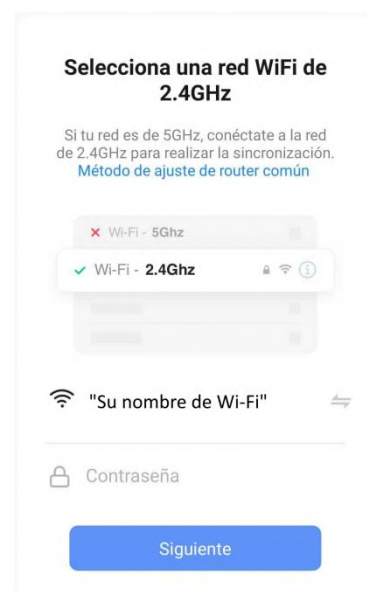 Selecciona una red WiFi de
2.4GHz
Si tu red es de 5GHz, conéctate a la red
de 2.4GHz para realizar la sincronización.
Método de ajuste de router común
Wi-Fi - 5Ghz
Wi-Fi - 2.4Ghz
"Su nombre de Wi-Fi"
Contraseña
Siguiente